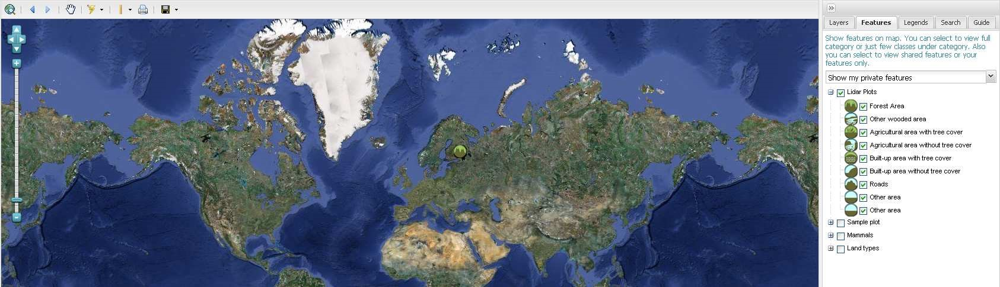 Layers Features Legends Search Guide
Show features on map. You can select to view full
category or just few classes under category. Also
you can select to view shared features or your
features only.
Show my private features
Lidar Plots
Forest Area
Other wooded area
Agricultural area with tree cover
Agricultural area without tree cover
Built-up area with tree cover
Built-up area without tree cover
Roads
Other area
Other area
Sample plot
Mammals
Land types